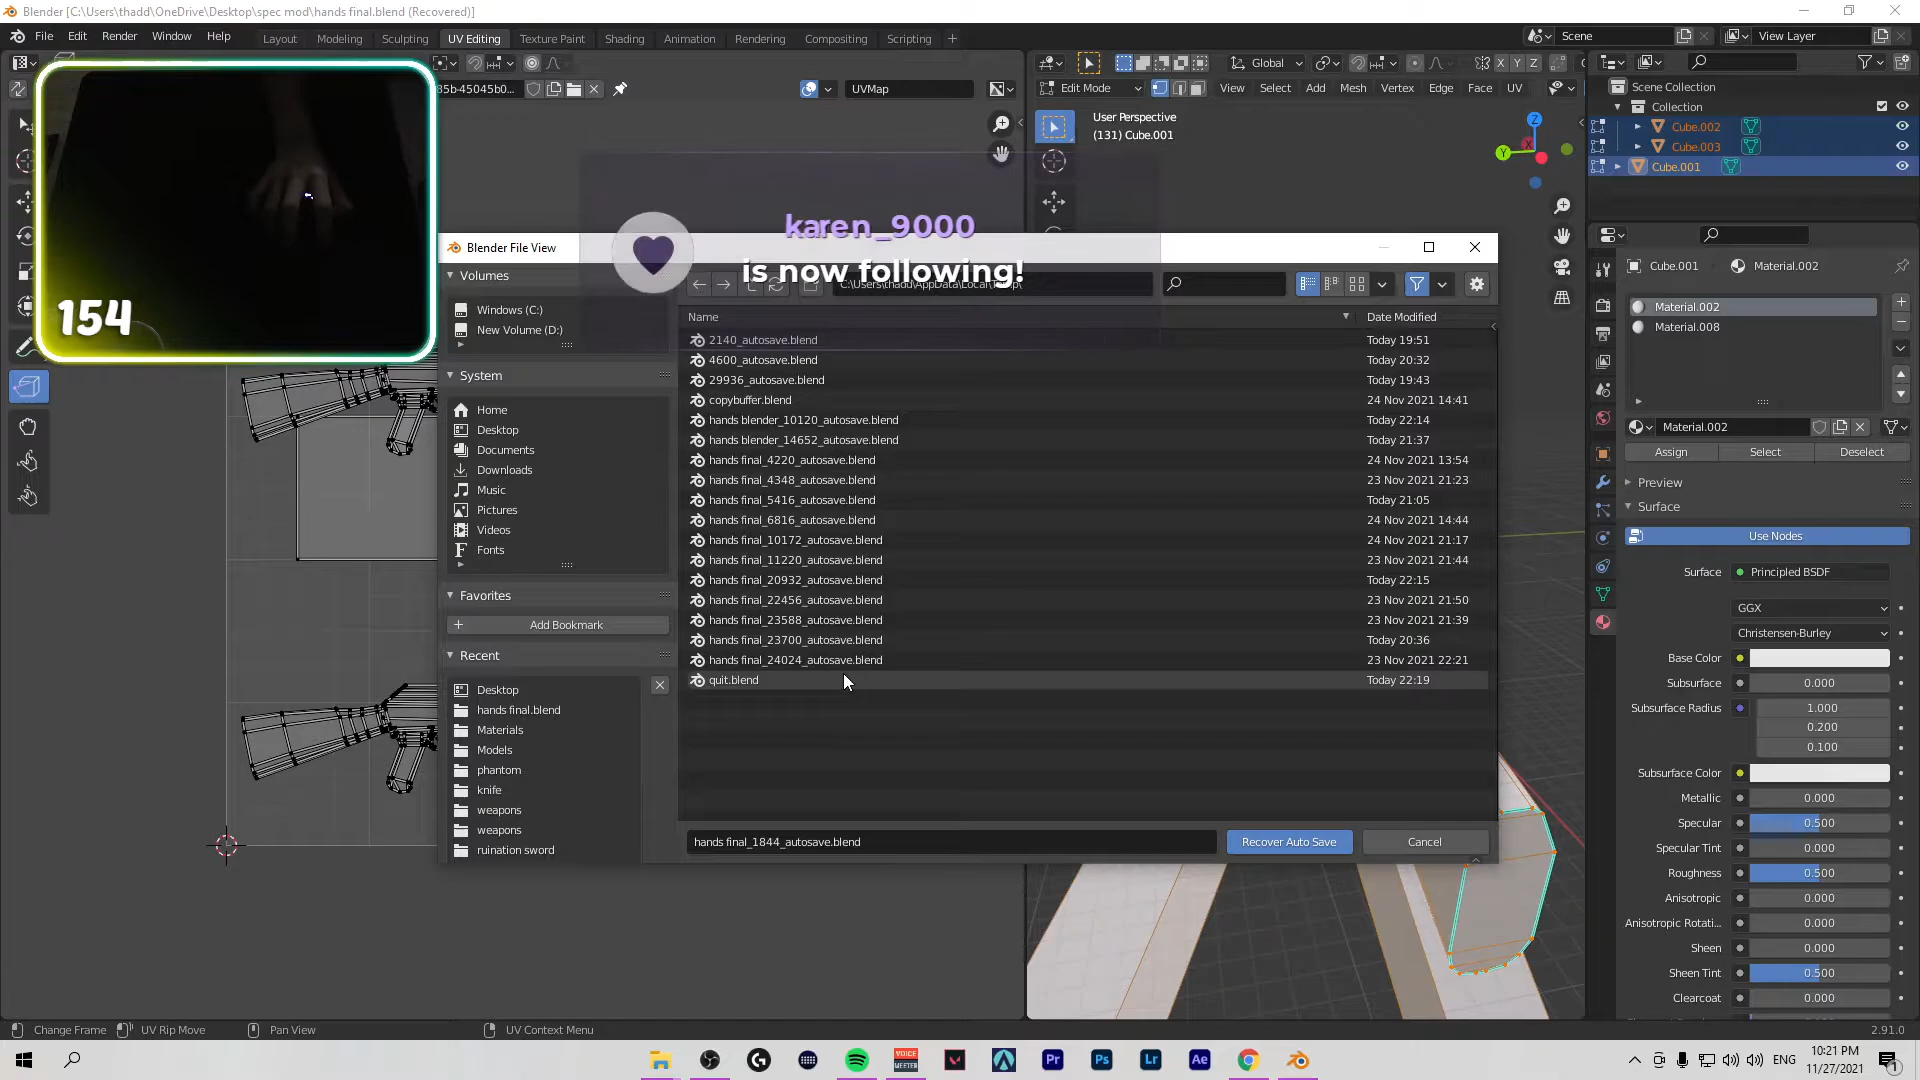 Blender [C:\Users\thadd\OneDrive\Desktop\spec mod\hands final.blend (Recovered)]
File Edit Render Window Help
Layout Modeling Sculpting UV Editing Texture Paint Shading Animation Rendering Compositing Scripting
Scene
View Layer
85b-45045b0...
UVMap
Global
X Y Z
Edit Mode
View Select Add Mesh Vertex Edge Face UV
User Perspective
(131) Cube.001
Z
Y
X
Scene Collection
Collection
Cube.002
Cube.003
Cube.001
154
karen_9000
is now following!
Blender File View
Volumes
Windows (C:)
New Volume (D:)
System
Home
Desktop
Documents
Downloads
Music
Pictures
Videos
Fonts
Favorites
Add Bookmark
Recent
Desktop
hands final.blend
Materials
Models
phantom
knife
weapons
weapons
ruination sword
C:\Users\thadd\AppData\Local\Temp\
Name Date Modified
2140_autosave.blend Today 19:51
4600_autosave.blend Today 20:32
29936_autosave.blend Today 19:43
copybuffer.blend 24 Nov 2021 14:41
hands blender_10120_autosave.blend Today 22:14
hands blender_14652_autosave.blend Today 21:37
hands final_4220_autosave.blend 24 Nov 2021 13:54
hands final_4348_autosave.blend 23 Nov 2021 21:23
hands final_5416_autosave.blend Today 21:05
hands final_6816_autosave.blend 24 Nov 2021 14:44
hands final_10172_autosave.blend 24 Nov 2021 21:17
hands final_11220_autosave.blend 23 Nov 2021 21:44
hands final_20932_autosave.blend Today 22:15
hands final_22456_autosave.blend 23 Nov 2021 21:50
hands final_23588_autosave.blend 23 Nov 2021 21:39
hands final_23700_autosave.blend Today 20:36
hands final_24024_autosave.blend 23 Nov 2021 22:21
quit.blend Today 22:19
hands final_1844_autosave.blend
Recover Auto Save
Cancel
Cube.001 Material.002
Material.002
Material.008
Material.002
Assign Select Deselect
Preview
Surface
Use Nodes
Surface Principled BSDF
GGX
Christensen-Burley
Base Color
Subsurface 0.000
Subsurface Radius 1.000
0.200
0.100
Subsurface Color
Metallic 0.000
Specular 0.500
Specular Tint 0.000
Roughness 0.500
Anisotropic 0.000
Anisotropic Rotati... 0.000
Sheen 0.000
Sheen Tint 0.500
Clearcoat 0.000
Change Frame UV Rip Move Pan View UV Context Menu
2.91.0
VOICE
MEETER
Pr Ps Lr Ae
ENG
10:21 PM
11/27/2021
1